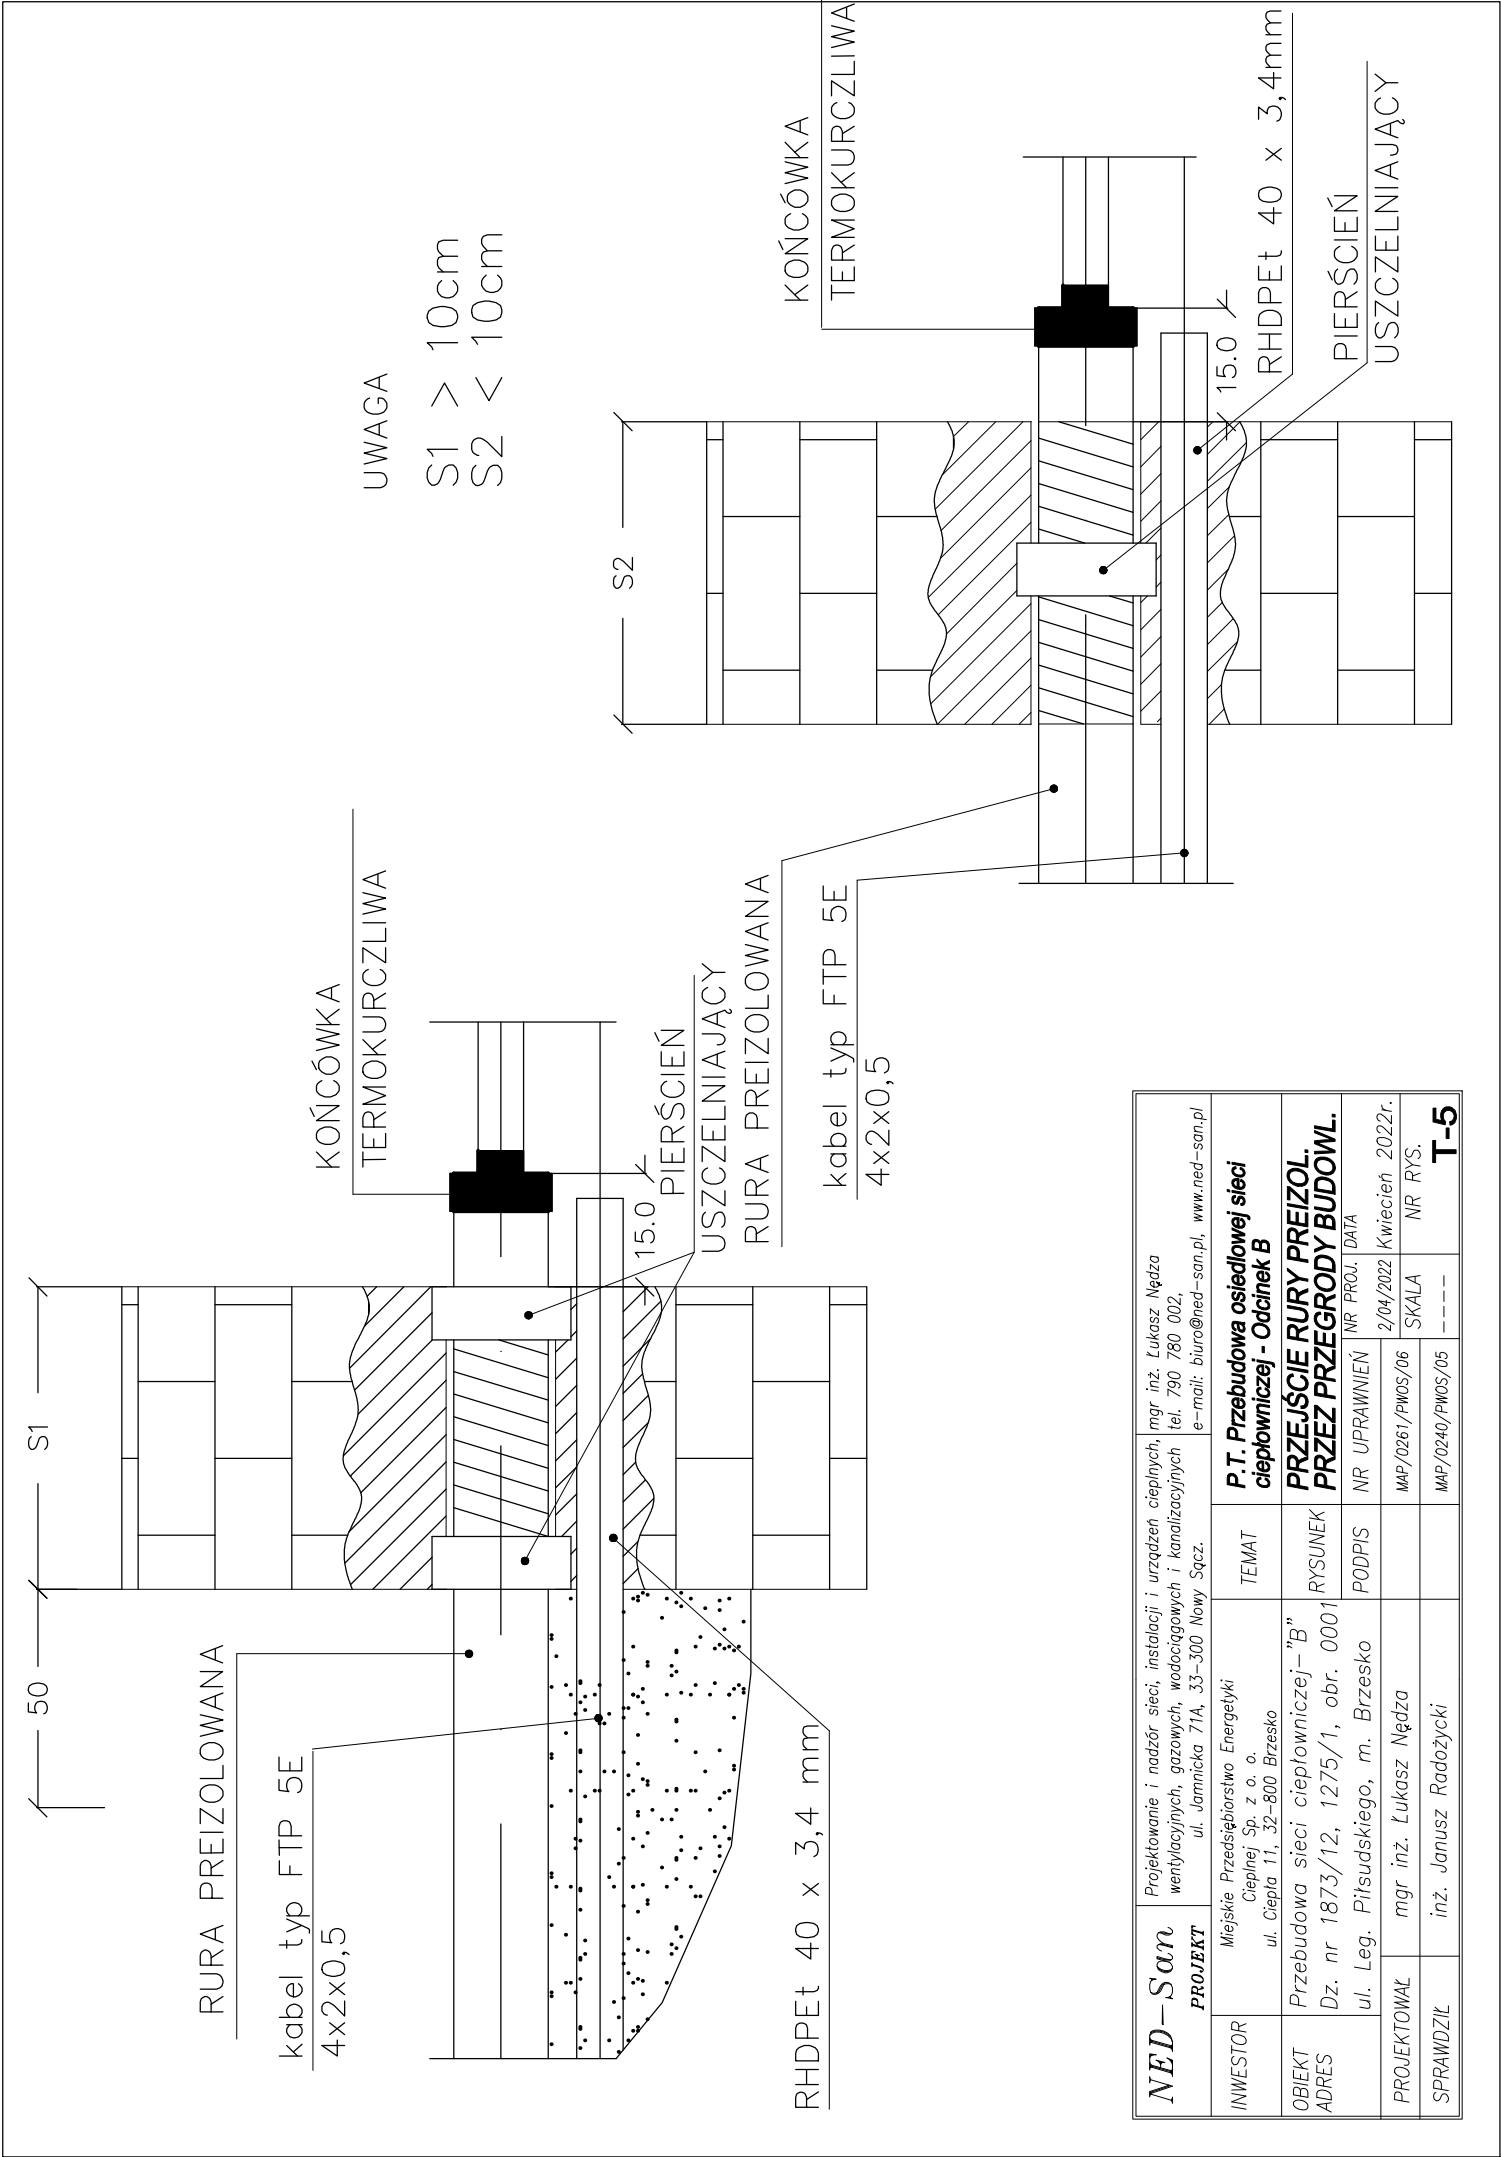 50
S1
RURA PREIZOLOWANA
kabel typ FTP 5E
4x2x0,5
RHDPEt 40 x 3,4 mm
KOŃCÓWKA
TERMOKURCZLIWA
15.0
PIERŚCIEŃ
USZCZELNIAJĄCY
UWAGA
S1 > 10cm
S2 < 10cm
S2
RURA PREIZOLOWANA
kabel typ FTP 5E
4x2x0,5
KOŃCÓWKA
TERMOKURCZLIWA
15.0
RHDPEt 40 x 3,4mm
PIERŚCIEŃ
USZCZELNIAJĄCY
NED-San
PROJEKT
Projektowanie i nadzór sieci, instalacji i urządzeń cieplnych,
wentylacyjnych, gazowych, wodociągowych i kanalizacyjnych
ul. Jamnicka 71A, 33-300 Nowy Sącz.
mgr inż. Łukasz Nędza
tel. 790 780 002,
e-mail: biuro@ned-san.pl, www.ned-san.pl
INWESTOR
Miejskie Przedsiębiorstwo Energetyki
Cieplnej Sp. z o. o.
ul. Ciepła 11, 32-800 Brzesko
TEMAT
P.T. Przebudowa osiedlowej sieci
ciepłowniczej - Odcinek B
OBIEKT
ADRES
Przebudowa sieci ciepłowniczej-"B"
Dz. nr 1873/12, 1275/1, obr. 0001
ul. Leg. Piłsudskiego, m. Brzesko
RYSUNEK
PRZEJŚCIE RURY PREIZOL.
PRZEZ PRZEGRODY BUDOWL.
PODPIS
NR UPRAWNIEŃ
NR PROJ.
DATA
2/04/2022
Kwiecień 2022r.
PROJEKTOWAŁ
mgr inż. Łukasz Nędza
MAP/0261/PWOS/06
SKALA
----
NR RYS.
T-5
SPRAWDZIŁ
inż. Janusz Radożycki
MAP/0240/PWOS/05